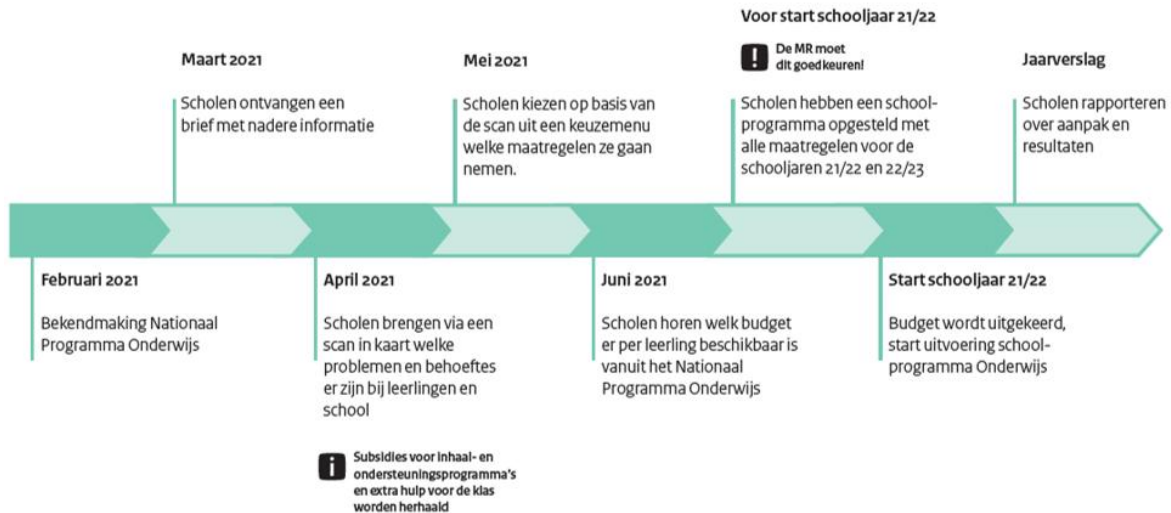 Voor start schooljaar 21/22
De MR moet
dit goedkeuren!
Maart 2021
Mei 2021
Jaarverslag
Scholen ontvangen een
brief met nadere informatie
Scholen kiezen op basis van
de scan uit een keuzemenu
welke maatregelen ze gaan
nemen.
Scholen hebben een school-
programma opgesteld met
alle maatregelen voor de
schooljaren 21/22 en 22/23
Scholen rapporteren
over aanpak en
resultaten
Februari 2021
Bekendmaking Nationaal
Programma Onderwijs
April 2021
Scholen brengen via een
scan in kaart welke
problemen en behoeftes
er zijn bij leerlingen en
school
Subsidies voor inhaal- en
ondersteuningsprogramma's
en extra hulp voor de klas
worden herhaald
Juni 2021
Scholen horen welk budget
er per leerling beschikbaar is
vanuit het Nationaal
Programma Onderwijs
Start schooljaar 21/22
Budget wordt uitgekeerd,
start uitvoering school-
programma Onderwijs